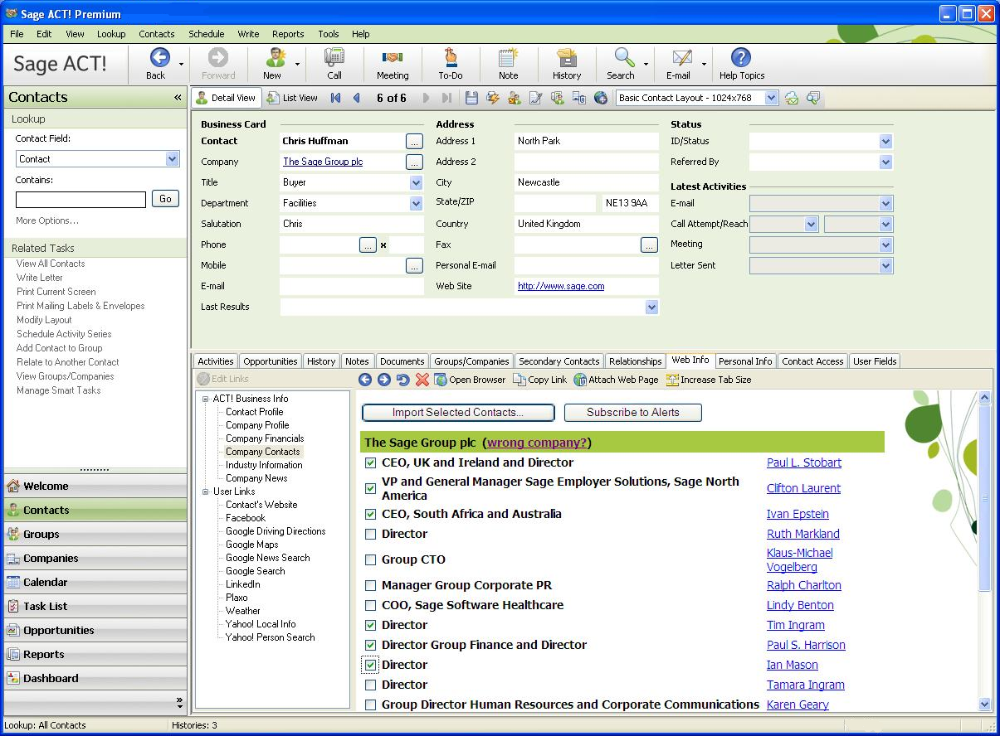 Sage ACT! Premium
File Edit View Lookup Contacts Schedule Write Reports Tools Help
Sage ACT!
Back Forward New Call Meeting To-Do Note History Search E-mail Help Topics
Contacts «
Detail View List View 6 of 6 Basic Contact Layout - 1024x768
Lookup
Contact Field:
Contact
Contains:
Go
More Options...
Related Tasks
View All Contacts
Write Letter
Print Current Screen
Print Mailing Labels & Envelopes
Modify Layout
Schedule Activity Series
Add Contact to Group
Relate to Another Contact
View Groups/Companies
Manage Smart Tasks
Welcome
Contacts
Groups
Companies
Calendar
Task List
Opportunities
Reports
Dashboard
»
Business Card
Contact Chris Huffman ...
Company The Sage Group plc ...
Title Buyer
Department Facilities
Salutation Chris
Phone ... x
Mobile ...
E-mail
Last Results
Address
Address 1 North Park
Address 2
City Newcastle
State/ZIP NE13 9AA
Country United Kingdom
Fax ...
Personal E-mail
Web Site http://www.sage.com
Status
ID/Status
Referred By
Latest Activities
E-mail
Call Attempt/Reach
Meeting
Letter Sent
Activities Opportunities History Notes Documents Groups/Companies Secondary Contacts Relationships Web Info Personal Info Contact Access User Fields
Edit Links Open Browser Copy Link Attach Web Page Increase Tab Size
ACT! Business Info
Contact Profile
Company Profile
Company Financials
Company Contacts
Industry Information
Company News
User Links
Contact's Website
Facebook
Google Driving Directions
Google Maps
Google News Search
Google Search
LinkedIn
Plaxo
Weather
Yahoo! Local Info
Yahoo! Person Search
Import Selected Contacts... Subscribe to Alerts
The Sage Group plc (wrong company?)
CEO, UK and Ireland and Director Paul L. Stobart
VP and General Manager Sage Employer Solutions, Sage North
America Clifton Laurent
CEO, South Africa and Australia Ivan Epstein
Director Ruth Markland
Group CTO Klaus-Michael
Vogelberg
Manager Group Corporate PR Ralph Charlton
COO, Sage Software Healthcare Lindy Benton
Director Tim Ingram
Director Group Finance and Director Paul S. Harrison
Director Ian Mason
Director Tamara Ingram
Group Director Human Resources and Corporate Communications Karen Geary
Lookup: All Contacts Histories: 3